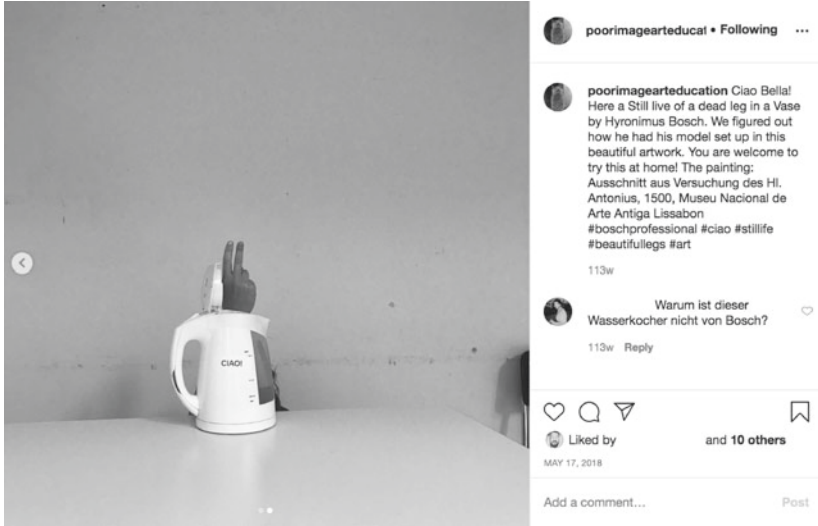 poorimagearteducat • Following
poorimagearteducation Ciao Bella!
Here a Still live of a dead leg in a Vase
by Hyronimus Bosch. We figured out
how he had his model set up in this
beautiful artwork. You are welcome to
try this at home! The painting:
Ausschnitt aus Versuchung des Hl.
Antonius, 1500, Museu Nacional de
Arte Antiga Lissabon
#boschprofessional #ciao #stillife
#beautifullegs #art
113w
Warum ist dieser
Wasserkocher nicht von Bosch?
113w Reply
CIAO!
Liked by and 10 others
MAY 17, 2018
Add a comment... Post